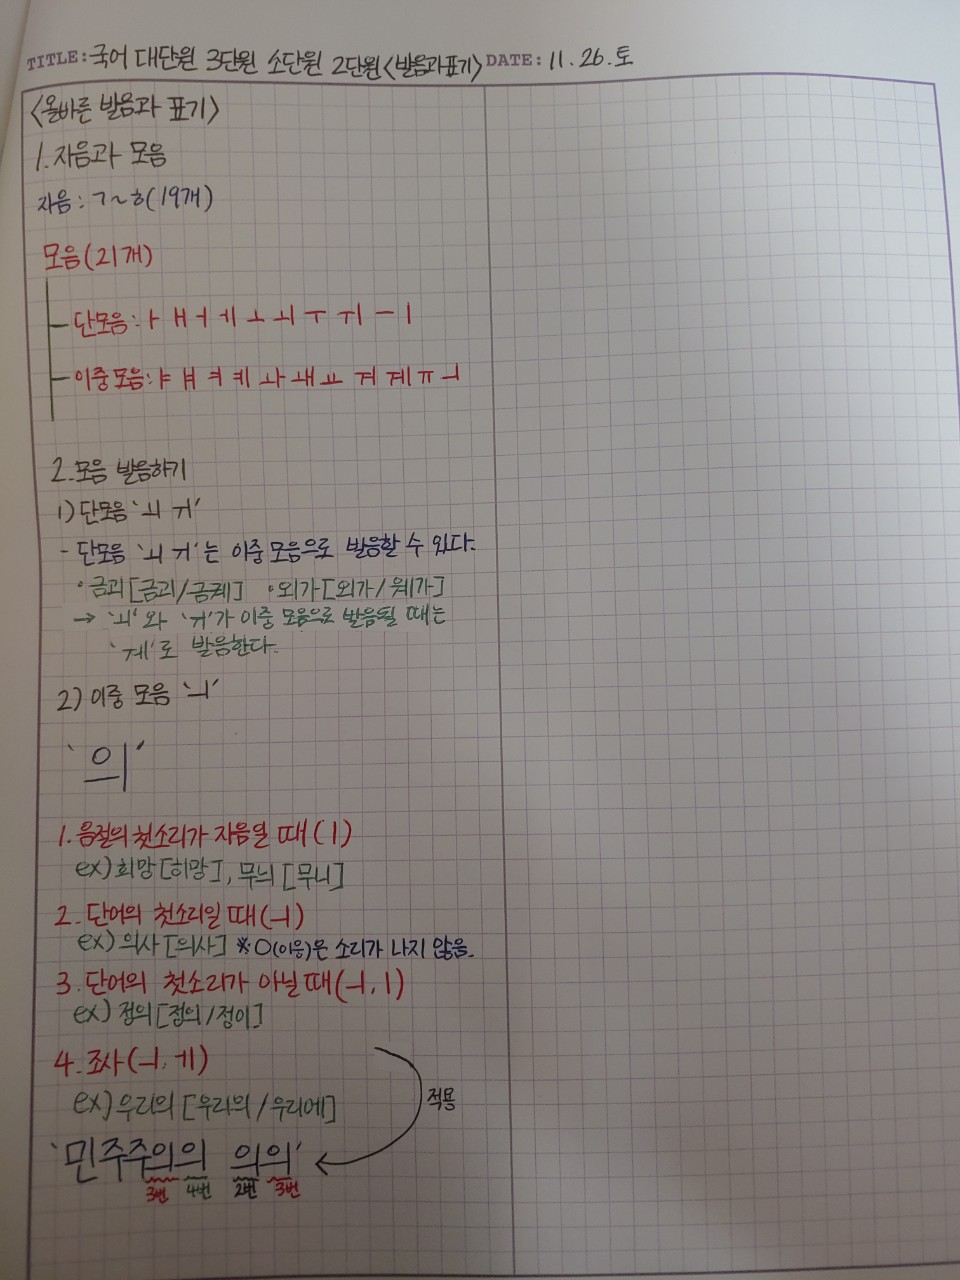 TITLE: 국어 대단원 3단원 소단원 2단원 <발음과 표기> DATE: 11. 26. 토
<올바른 발음과 표기>
1. 자음과 모음
자음 : ㄱ~ㅎ(19개)
모음(21개)
단모음 : ㅏ ㅐ ㅓ ㅔ ㅗ ㅚ ㅜ ㅟ ㅡ ㅣ
이중 모음: ㅑ ㅒ ㅕ ㅖ ㅘ ㅙ ㅛ ㅝ ㅞ ㅠ ㅢ
2. 모음 발음하기
1) 단모음 'ㅚ ㅟ'
- 단모음 'ㅚ ㅟ'는 이중 모음으로 발음할 수 있다.
• 금괴[금괴/금궤] • 외가[외가/웨가]
→ 'ㅚ'와 'ㅟ'가 이중 모음으로 발음될 때는
'ㅞ'로 발음한다.
2) 이중 모음 'ㅢ'
'의'
1. 음절의 첫소리가 자음일 때(ㅣ)
ex) 희망[히망], 무늬[무니]
2. 단어의 첫소리일 때(ㅢ)
ex) 의사[의사] ※ㅇ(이응)은 소리가 나지 않음.
3. 단어의 첫소리가 아닐 때(ㅢ, ㅣ)
ex) 정의[정의/정이]
4. 조사(ㅢ, ㅔ)
적용
ex) 우리의 [우리의/우리에]
'민주주의의 의의'
3번 4번 2번 3번